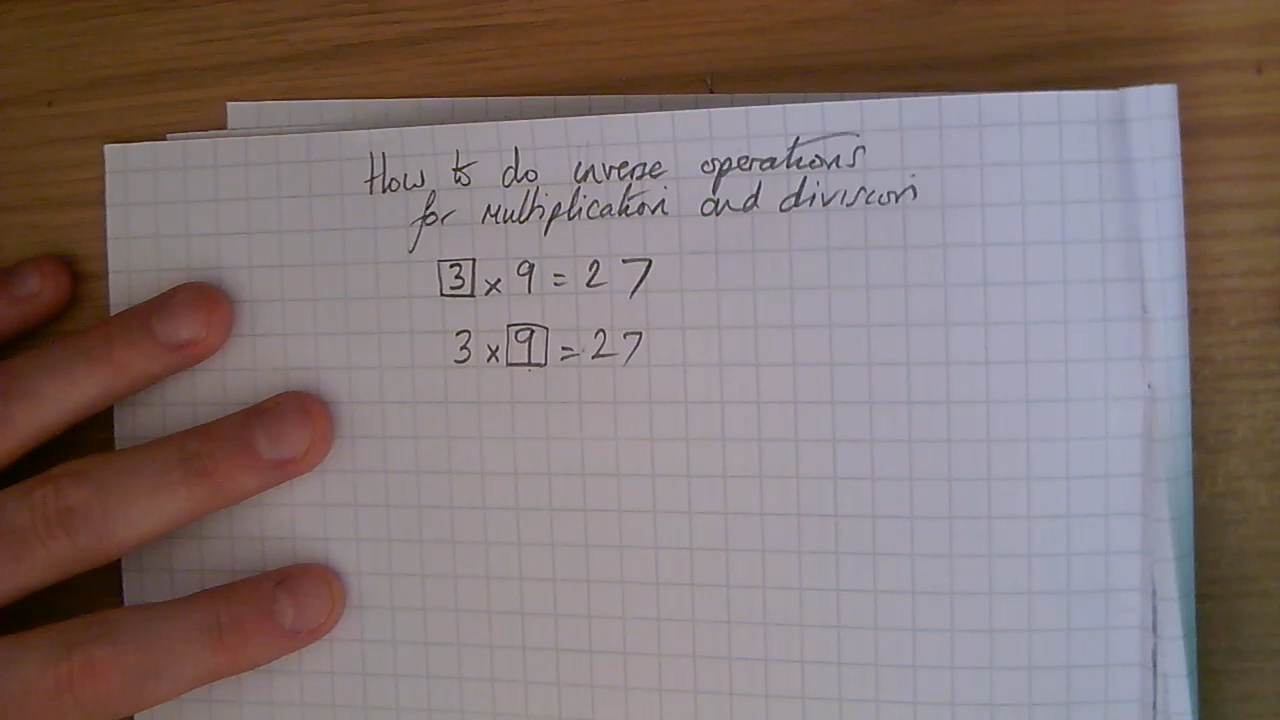 How to do inverse operations
for multiplication and division
3 × 9 = 27
3 × 9 = 27